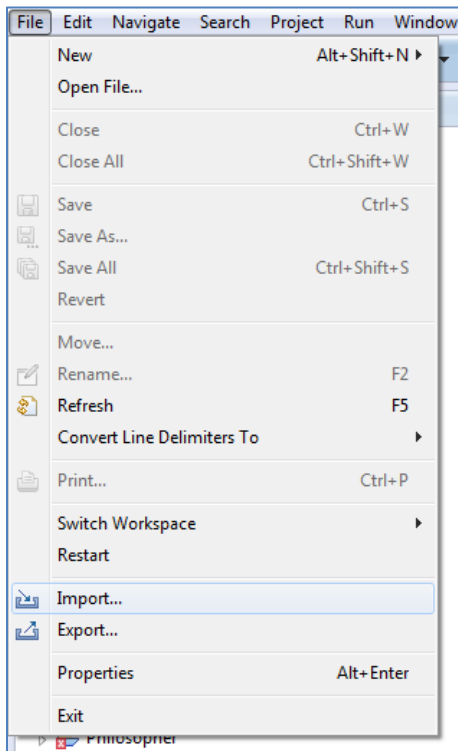 File Edit Navigate Search Project Run Window
New Alt+Shift+N
Open File...
Close Ctrl+W
Close All Ctrl+Shift+W
Save Ctrl+S
Save As...
Save All Ctrl+Shift+S
Revert
Move...
Rename... F2
Refresh F5
Convert Line Delimiters To
Print... Ctrl+P
Switch Workspace
Restart
Import...
Export...
Properties Alt+Enter
Exit
Philosopher